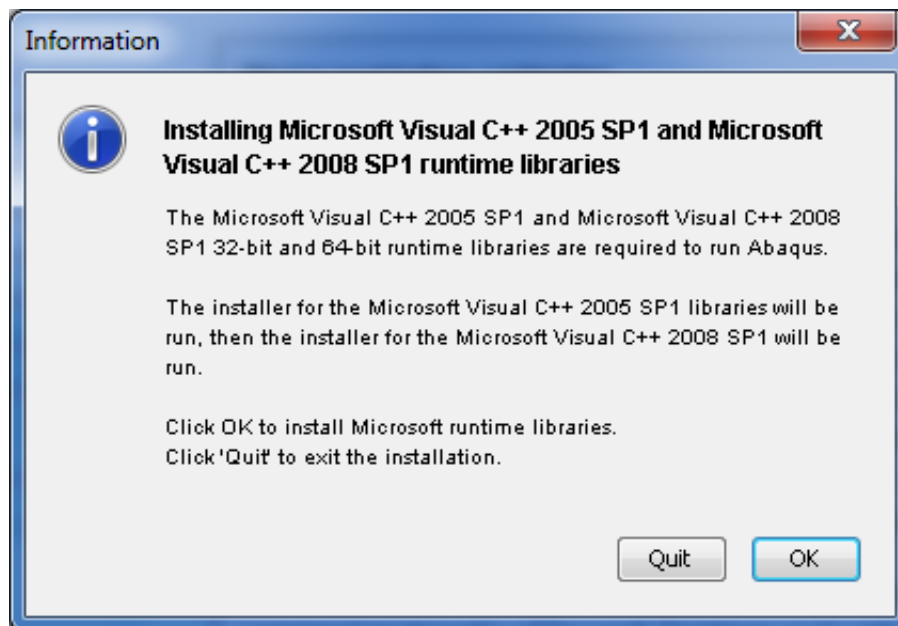 Information
Installing Microsoft Visual C++ 2005 SP1 and Microsoft
Visual C++ 2008 SP1 runtime libraries
The Microsoft Visual C++ 2005 SP1 and Microsoft Visual C++ 2008
SP1 32-bit and 64-bit runtime libraries are required to run Abaqus.
The installer for the Microsoft Visual C++ 2005 SP1 libraries will be
run, then the installer for the Microsoft Visual C++ 2008 SP1 will be
run.
Click OK to install Microsoft runtime libraries.
Click 'Quit' to exit the installation.
Quit OK